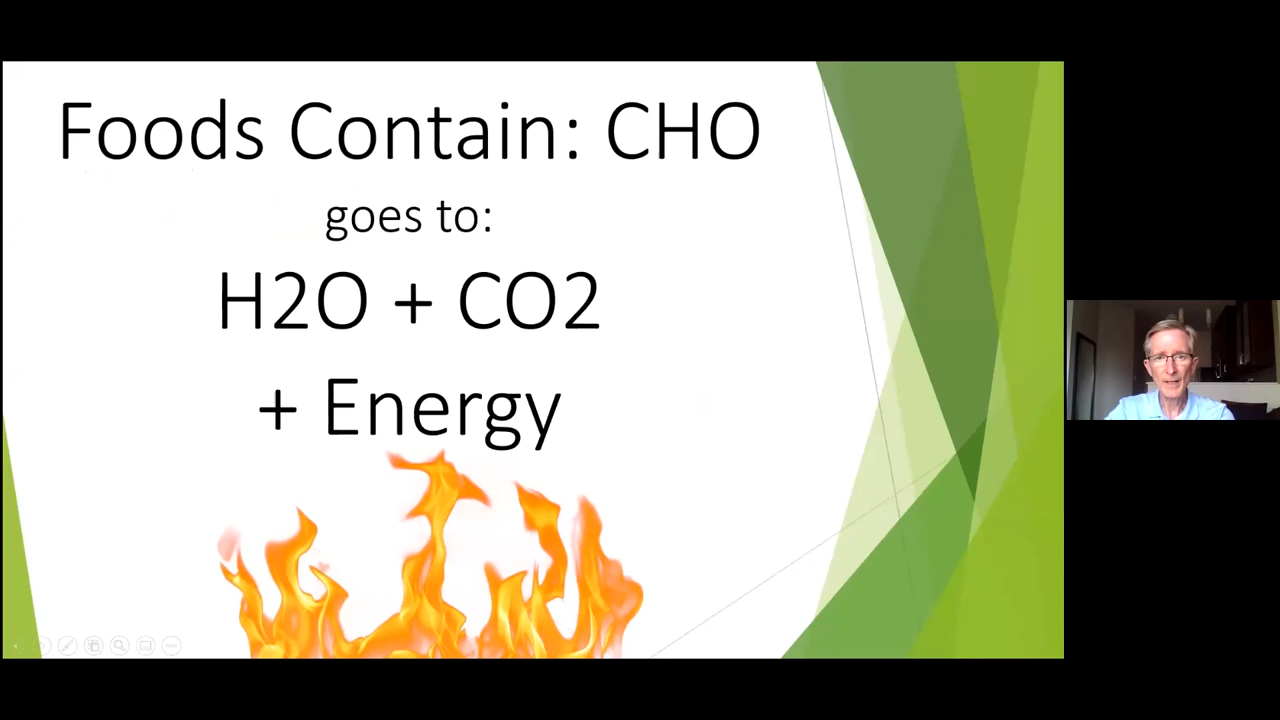 Foods Contain: CHO
goes to:
H2O + CO2
+ Energy